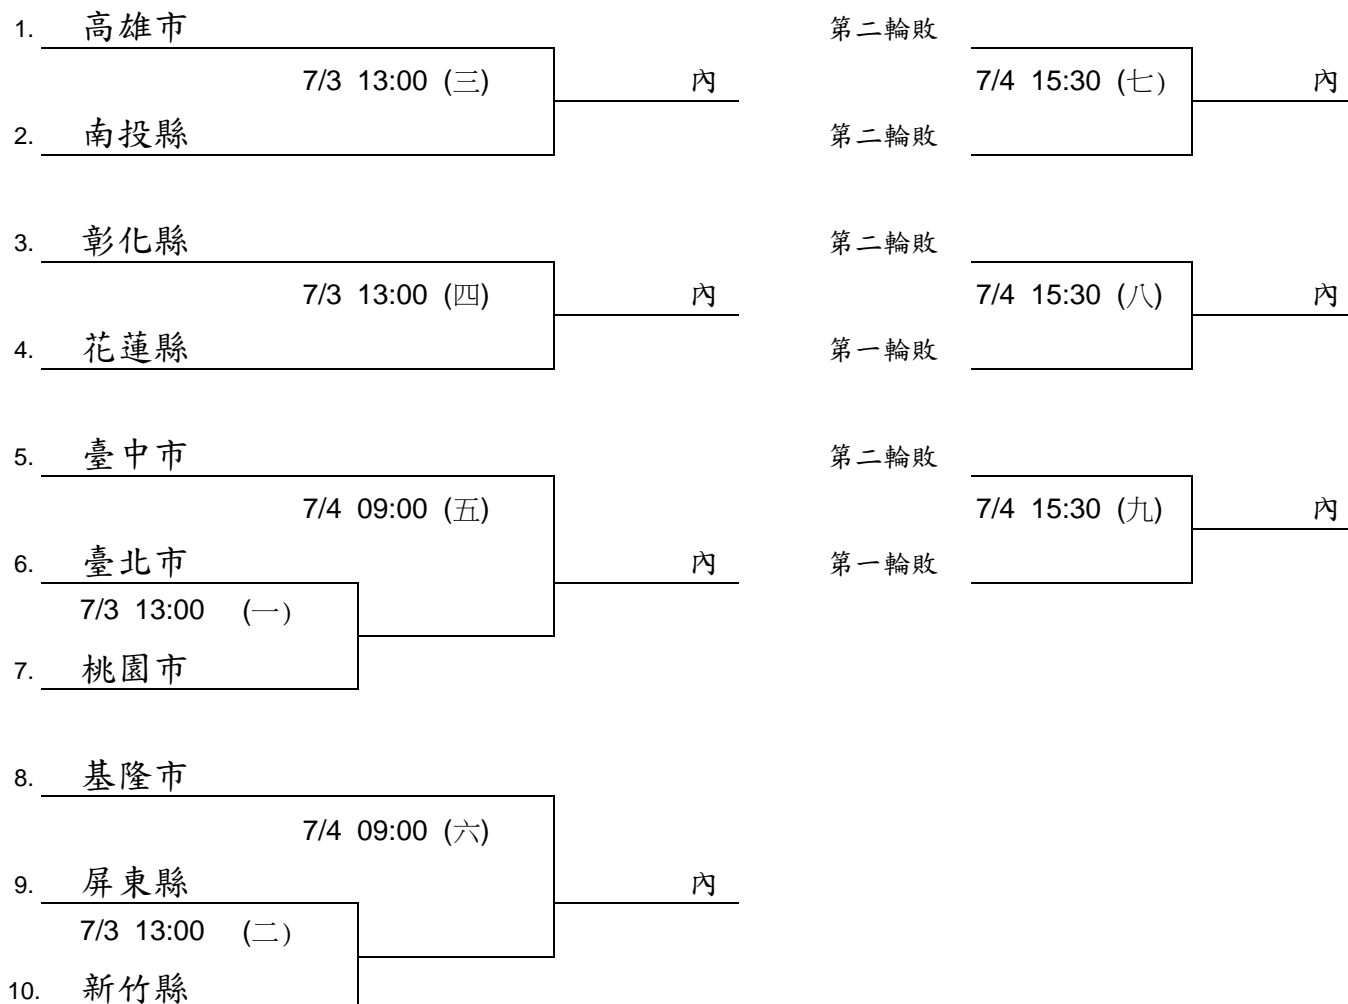 1. 高雄市
7/3 13:00 (三) 內
2. 南投縣
3. 彰化縣
7/3 13:00 (四) 內
4. 花蓮縣
5. 臺中市
7/4 09:00 (五)
6. 臺北市 內
7/3 13:00 (一)
7. 桃園市
8. 基隆市
7/4 09:00 (六)
9. 屏東縣 內
7/3 13:00 (二)
10. 新竹縣
第二輪敗
7/4 15:30 (七) 內
第二輪敗
第二輪敗
7/4 15:30 (八) 內
第一輪敗
第二輪敗
7/4 15:30 (九) 內
第一輪敗